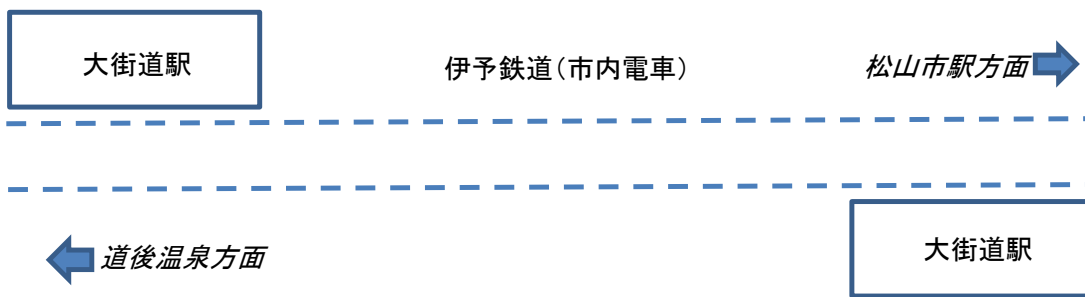 大街道駅
伊予鉄道（市内電車）
松山市駅方面
道後温泉方面
大街道駅